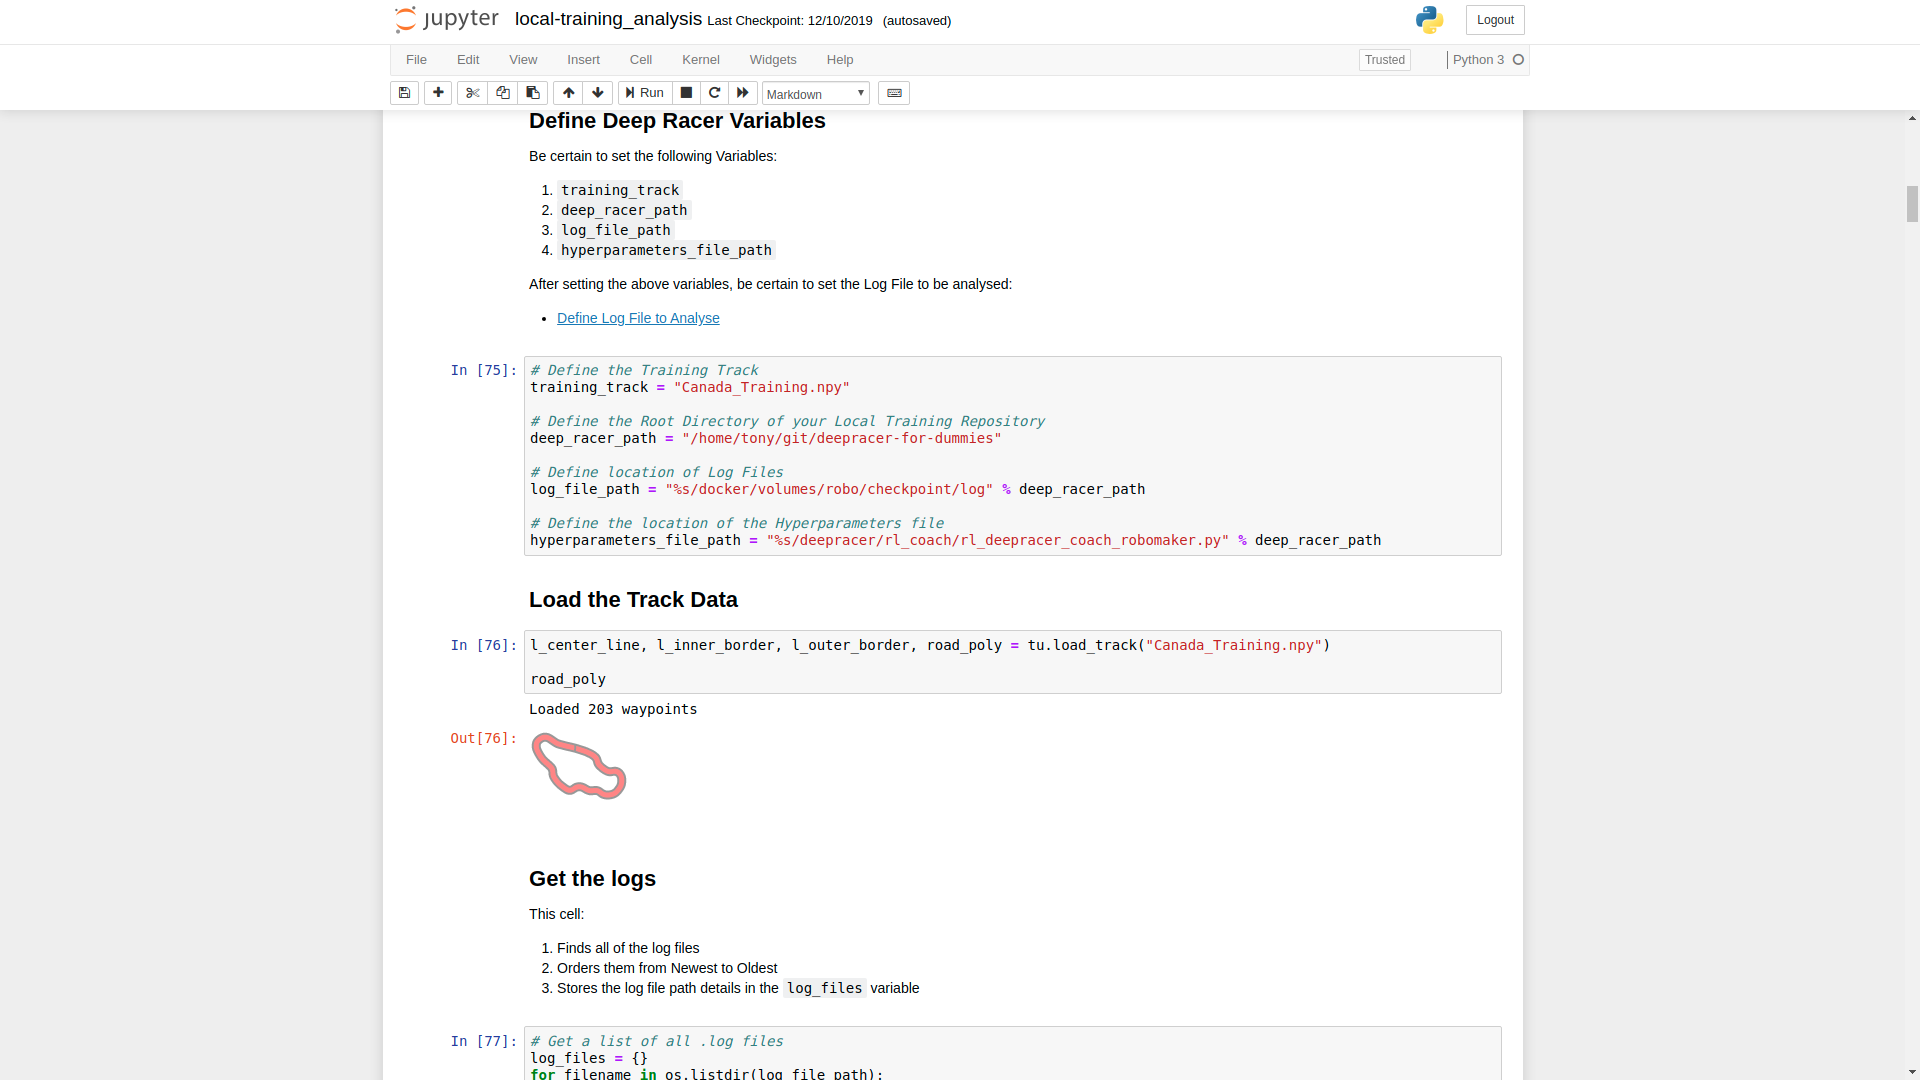 jupyter local-training_analysis Last Checkpoint: 12/10/2019 (autosaved) Logout
File Edit View Insert Cell Kernel Widgets Help Trusted Python 3
Run Markdown
Define Deep Racer Variables
Be certain to set the following Variables:
1. training_track
2. deep_racer_path
3. log_file_path
4. hyperparameters_file_path
After setting the above variables, be certain to set the Log File to be analysed:
• Define Log File to Analyse
In [75]: # Define the Training Track
training_track = "Canada_Training.npy"
# Define the Root Directory of your Local Training Repository
deep_racer_path = "/home/tony/git/deepracer-for-dummies"
# Define location of Log Files
log_file_path = "%s/docker/volumes/robo/checkpoint/log" % deep_racer_path
# Define the location of the Hyperparameters file
hyperparameters_file_path = "%s/deepracer/rl_coach/rl_deepracer_coach_robomaker.py" % deep_racer_path
Load the Track Data
In [76]: l_center_line, l_inner_border, l_outer_border, road_poly = tu.load_track("Canada_Training.npy")
road_poly
Loaded 203 waypoints
Out[76]:
Get the logs
This cell:
1. Finds all of the log files
2. Orders them from Newest to Oldest
3. Stores the log file path details in the log_files variable
In [77]: # Get a list of all .log files
log_files = {}
for filename in os.listdir(log_file_path):